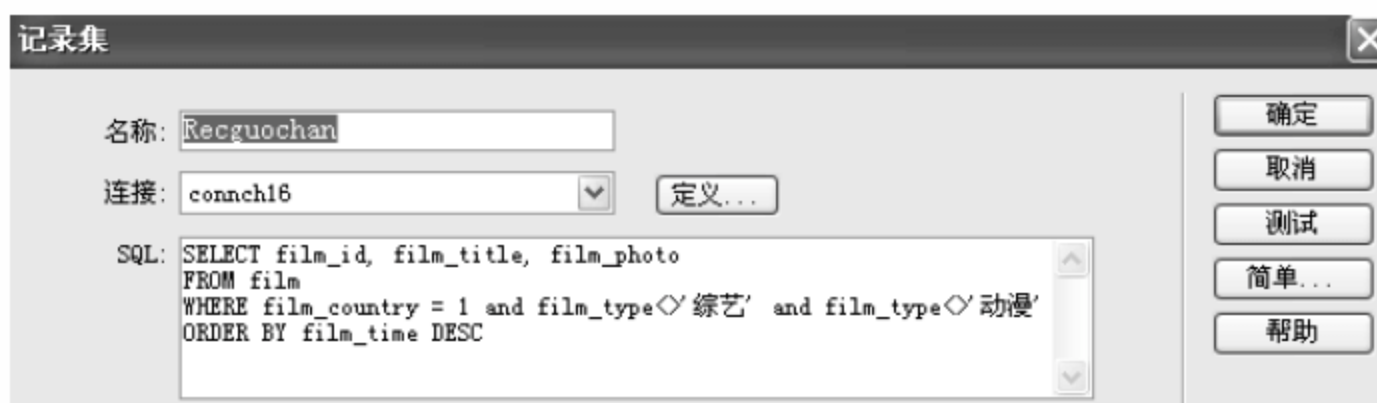 记录集
名称: Recguochan
连接: connch16 定义...
SQL: SELECT film_id, film_title, film_photo
FROM film
WHERE film_country = 1 and film_type<>'综艺' and film_type<>'动漫'
ORDER BY film_time DESC
确定
取消
测试
简单...
帮助